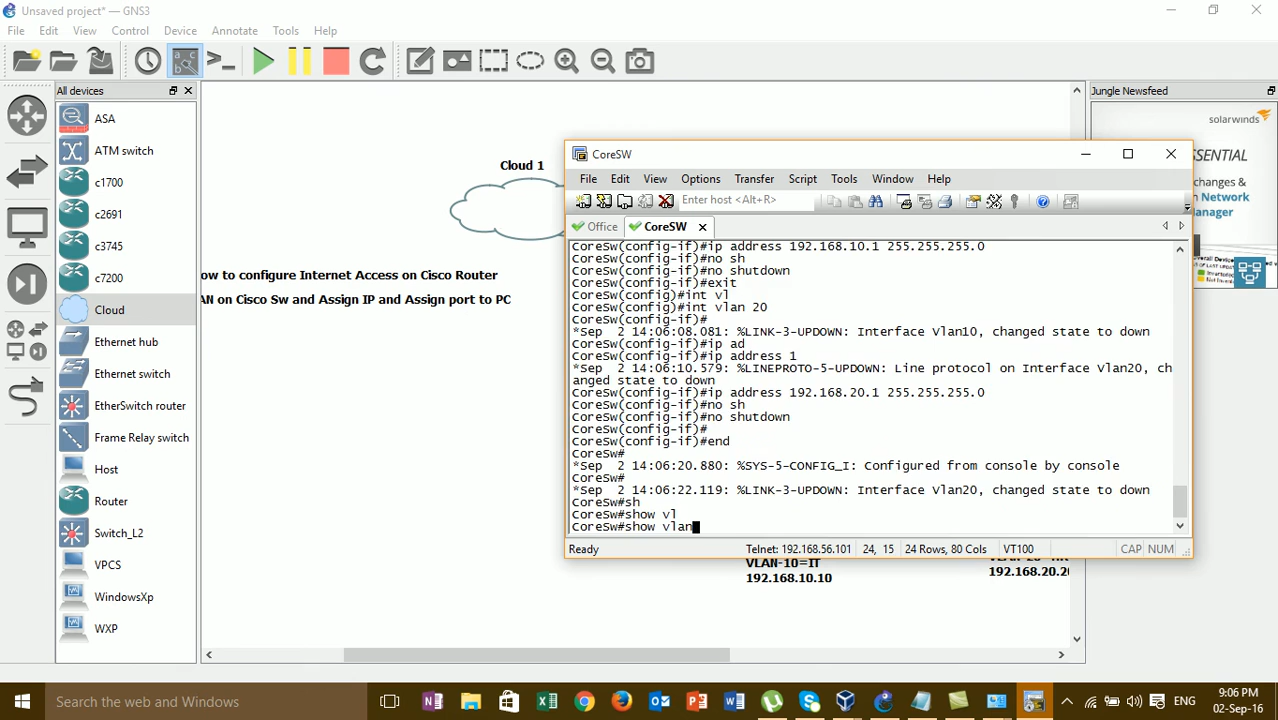 Unsaved project* — GNS3
File Edit View Control Device Annotate Tools Help
All devices
ASA
ATM switch
c1700
c2691
c3745
c7200
Cloud
Ethernet hub
Ethernet switch
EtherSwitch router
Frame Relay switch
Host
Router
Switch_L2
VPCS
WindowsXp
WXP
Cloud 1
ow to configure Internet Access on Cisco Router
AN on Cisco Sw and Assign IP and Assign port to PC
CoreSW
File Edit View Options Transfer Script Tools Window Help
Enter host <Alt+R>
Office CoreSW
CoreSw(config-if)#ip address 192.168.10.1 255.255.255.0
CoreSw(config-if)#no sh
CoreSw(config-if)#no shutdown
CoreSw(config-if)#exit
CoreSw(config)#int vl
CoreSw(config)#int vlan 20
CoreSw(config-if)#
*Sep  2 14:06:08.081: %LINK-3-UPDOWN: Interface Vlan10, changed state to down
CoreSw(config-if)#ip ad
CoreSw(config-if)#ip address 1
*Sep  2 14:06:10.579: %LINEPROTO-5-UPDOWN: Line protocol on Interface Vlan20, ch
anged state to down
CoreSw(config-if)#ip address 192.168.20.1 255.255.255.0
CoreSw(config-if)#no sh
CoreSw(config-if)#no shutdown
CoreSw(config-if)#
CoreSw(config-if)#end
CoreSw#
*Sep  2 14:06:20.880: %SYS-5-CONFIG_I: Configured from console by console
CoreSw#
*Sep  2 14:06:22.119: %LINK-3-UPDOWN: Interface Vlan20, changed state to down
CoreSw#sh
CoreSw#show vl
CoreSw#show vlan
Ready Telnet: 192.168.56.101 24, 15 24 Rows, 80 Cols VT100 CAP NUM
VLAN-10=IT
192.168.10.10
192.168.20.20
Jungle Newsfeed
solarwinds
ESSENTIAL
changes &
h Network
Manager
Search the web and Windows
ENG
9:06 PM
02-Sep-16